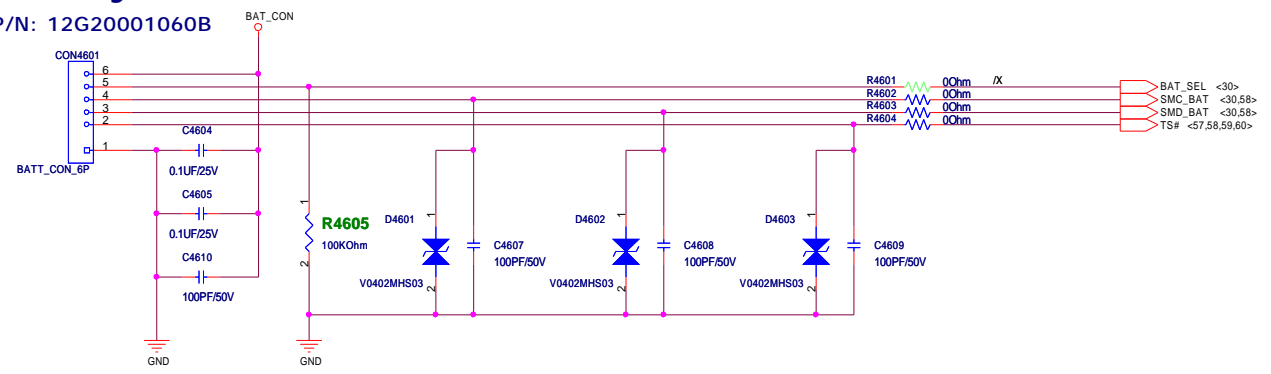 P/N: 12G20001060B
BAT_CON
CON4601
6
5
4
3
2
1
BATT_CON_6P
C4604
0.1UF/25V
C4605
0.1UF/25V
C4610
100PF/50V
GND
1
R4605
100KOhm
2
GND
D4601
1
2
V0402MHS03
C4607
100PF/50V
D4602
1
2
V0402MHS03
C4608
100PF/50V
D4603
1
2
V0402MHS03
C4609
100PF/50V
R4601 0Ohm /X
R4602 0Ohm
R4603 0Ohm
R4604 0Ohm
BAT_SEL <30>
SMC_BAT <30,58>
SMD_BAT <30,58>
TS# <57,58,59,60>